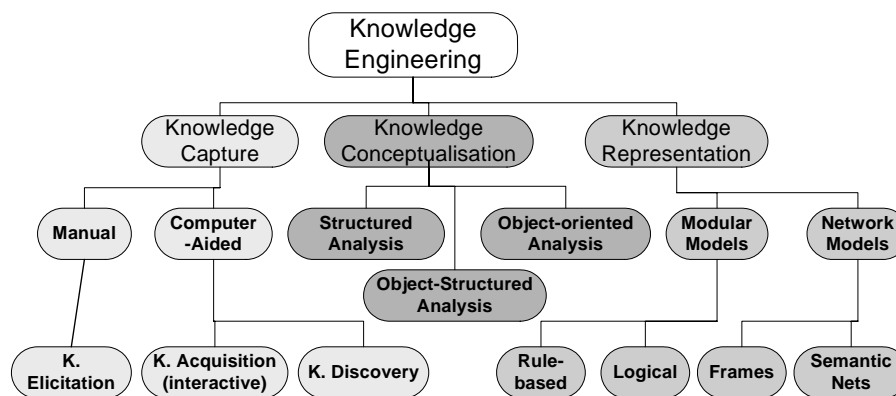 Knowledge
Engineering
Knowledge
Capture
Knowledge
Conceptualisation
Knowledge
Representation
Manual
Computer
-Aided
Structured
Analysis
Object-oriented
Analysis
Modular
Models
Network
Models
Object-Structured
Analysis
K.
Elicitation
K. Acquisition
(interactive)
K. Discovery
Rule-
based
Logical
Frames
Semantic
Nets